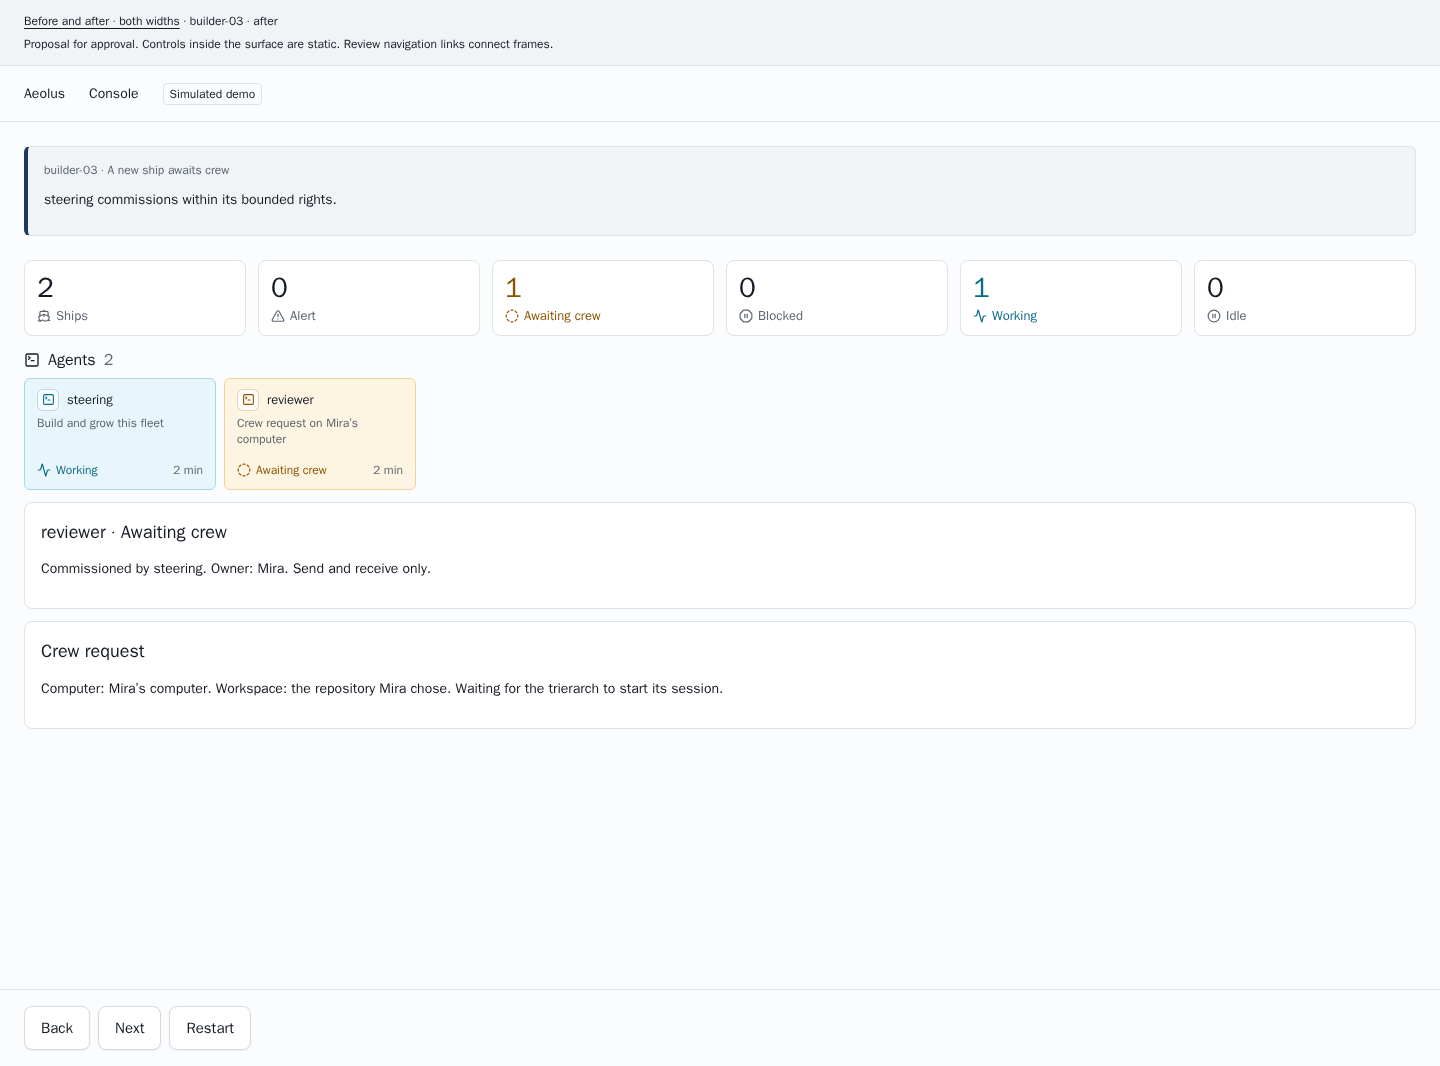 Before and after · both widths · builder-03 · after
Proposal for approval. Controls inside the surface are static. Review navigation links connect frames.
Aeolus Console Simulated demo
builder-03 · A new ship awaits crew
steering commissions within its bounded rights.
2 0 1 0 1 0
Ships Alert Awaiting crew Blocked Working Idle
Agents 2
steering reviewer
Build and grow this fleet Crew request on Mira's
computer
Working 2 min Awaiting crew 2 min
reviewer · Awaiting crew
Commissioned by steering. Owner: Mira. Send and receive only.
Crew request
Computer: Mira's computer. Workspace: the repository Mira chose. Waiting for the trierarch to start its session.
Back Next Restart